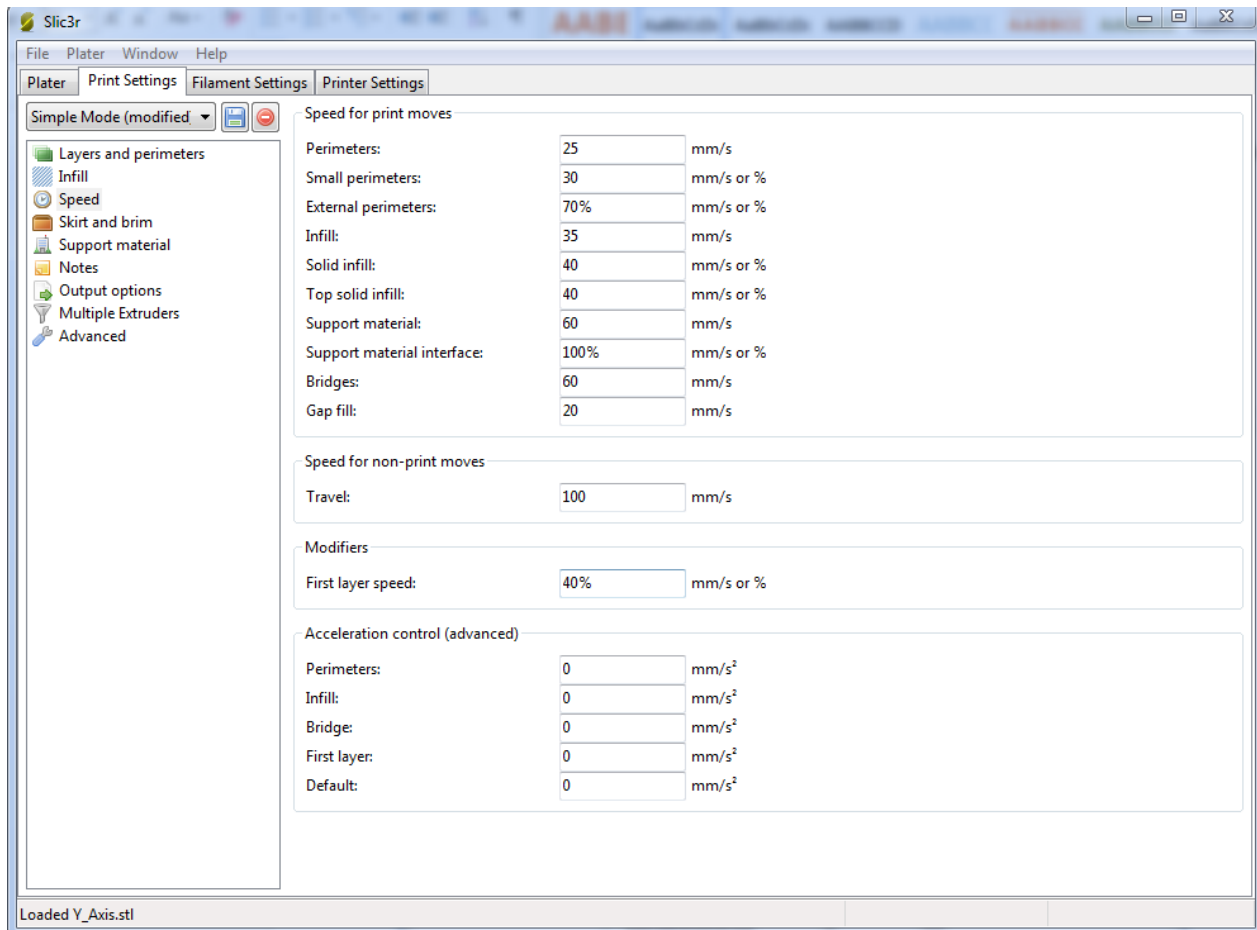 Slic3r
File Plater Window Help
Plater Print Settings Filament Settings Printer Settings
Simple Mode (modified
Layers and perimeters
Infill
Speed
Skirt and brim
Support material
Notes
Output options
Multiple Extruders
Advanced
Speed for print moves
Perimeters: 25 mm/s
Small perimeters: 30 mm/s or %
External perimeters: 70% mm/s or %
Infill: 35 mm/s
Solid infill: 40 mm/s or %
Top solid infill: 40 mm/s or %
Support material: 60 mm/s
Support material interface: 100% mm/s or %
Bridges: 60 mm/s
Gap fill: 20 mm/s
Speed for non-print moves
Travel: 100 mm/s
Modifiers
First layer speed: 40% mm/s or %
Acceleration control (advanced)
Perimeters: 0 mm/s²
Infill: 0 mm/s²
Bridge: 0 mm/s²
First layer: 0 mm/s²
Default: 0 mm/s²
Loaded Y_Axis.stl